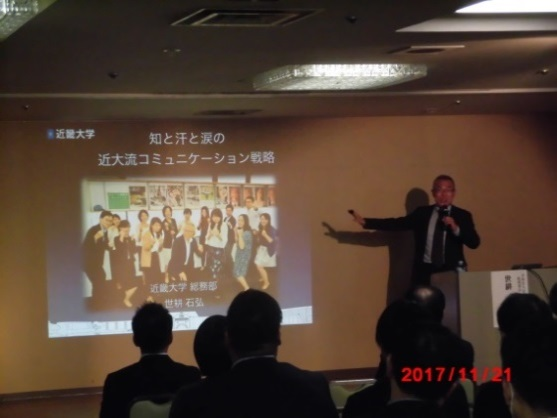 近畿大学
知と汗と涙の
近大流コミュニケーション戦略
近畿大学 総務部
世耕 石弘
2017/11/21